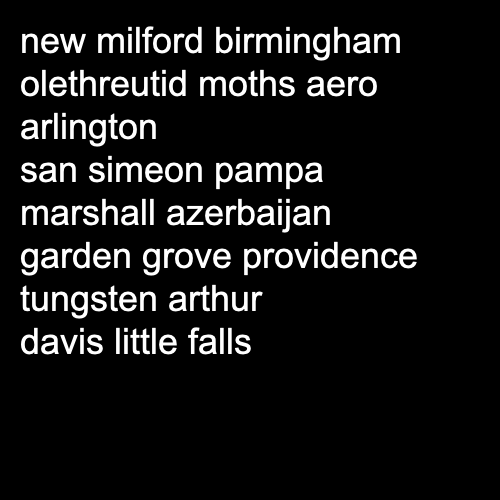 new milford birmingham
olethreutid moths aero
arlington
san simeon pampa
marshall azerbaijan
garden grove providence
tungsten arthur
davis little falls